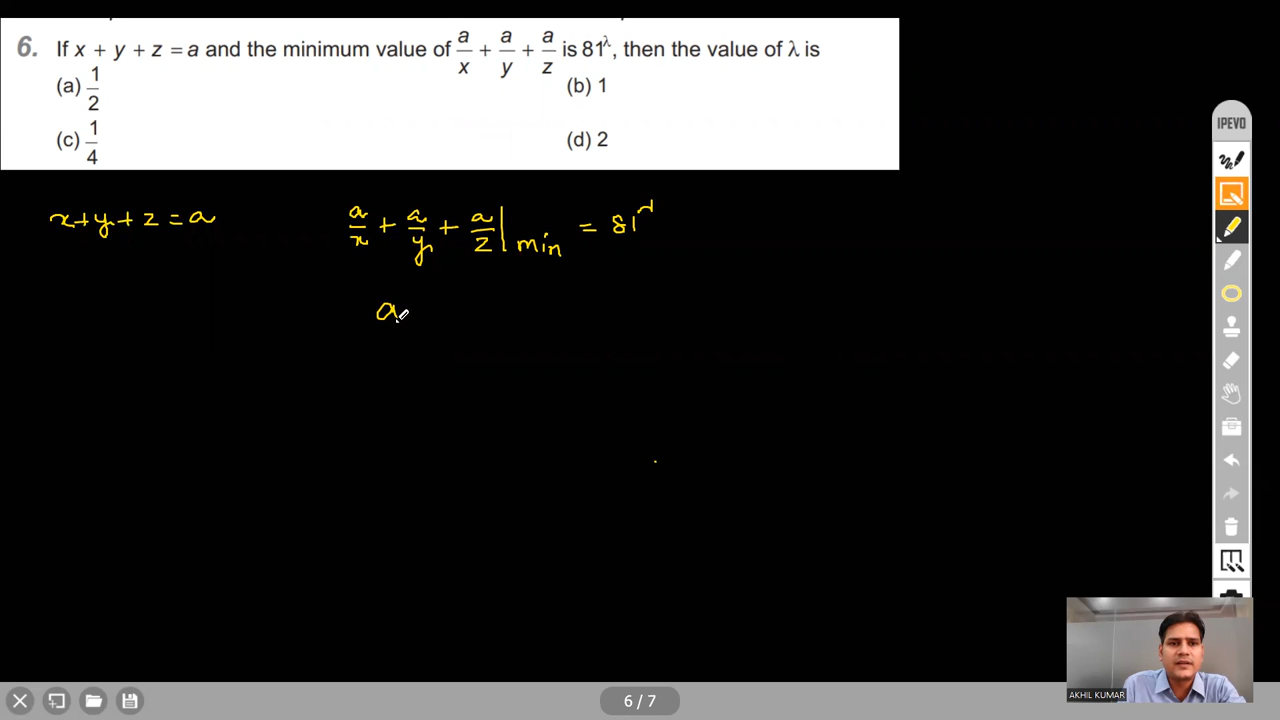 6. If x + y + z = a and the minimum value of a/x + a/y + a/z is 81^λ, then the value of λ is
(a) 1/2 (b) 1
(c) 1/4 (d) 2
x+y+z = a a/x + a/y + a/z | min = 81^λ
a
IPEVO
AKHIL KUMAR
6 / 7